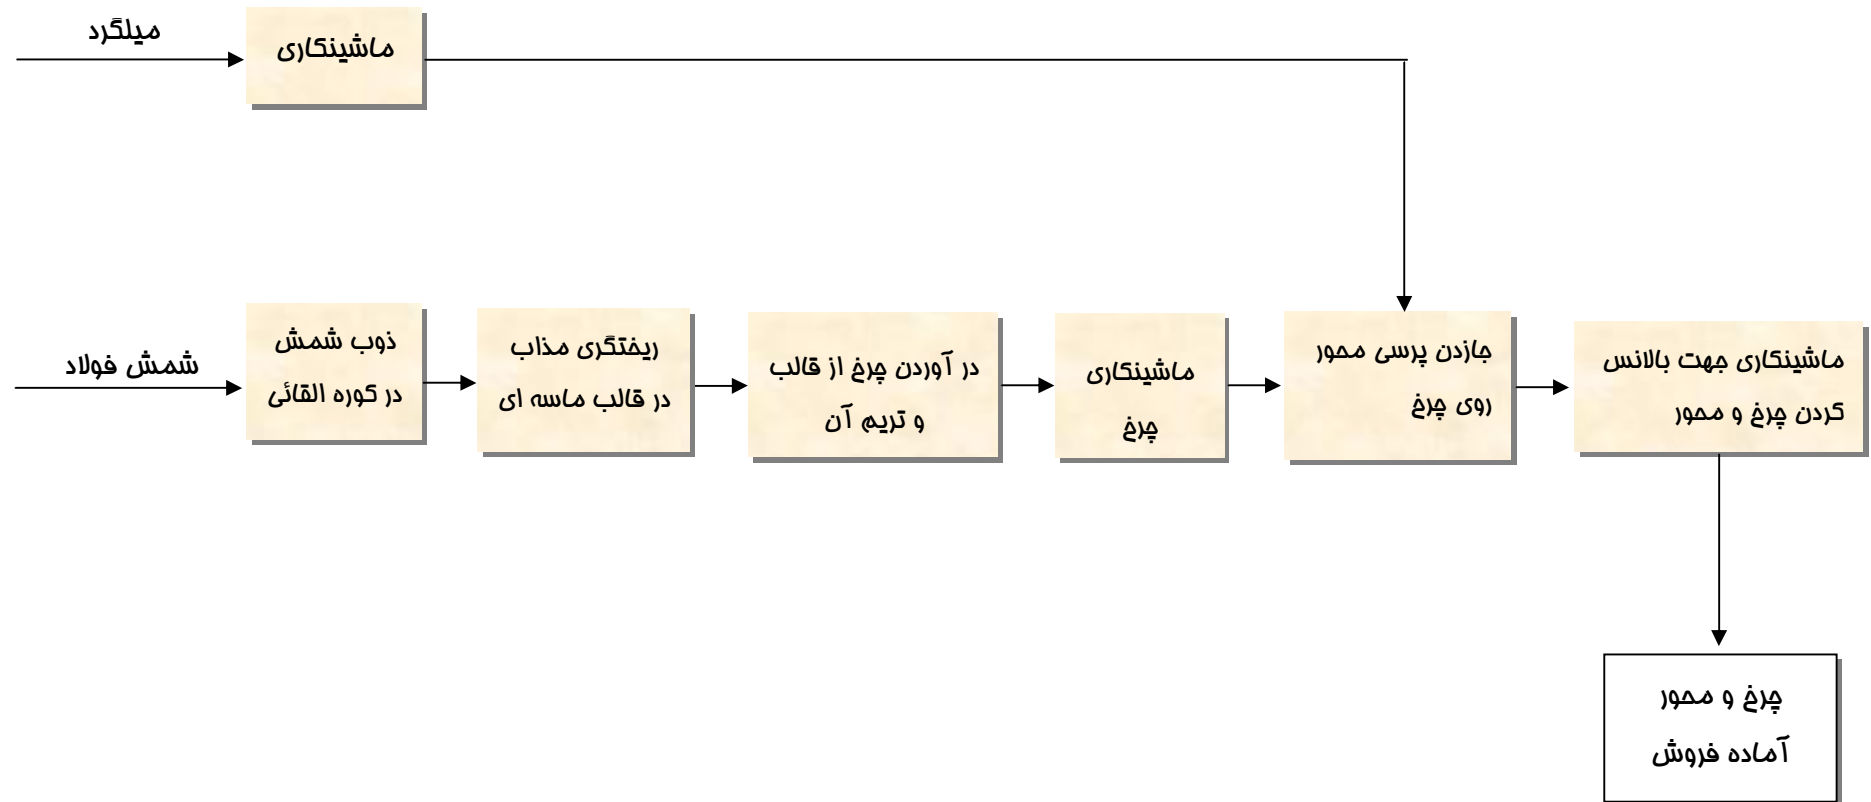 میلگرد
ماشینکاری
شمش فولاد
ذوب شمش
در کوره القائی
ریختگری مذاب
در قالب ماسه ای
در آوردن چرخ از قالب
و تریم آن
ماشینکاری
چرخ
جازدن پرسی محور
روی چرخ
ماشینکاری جهت بالانس
کردن چرخ و محور
چرخ و محور
آماده فروش